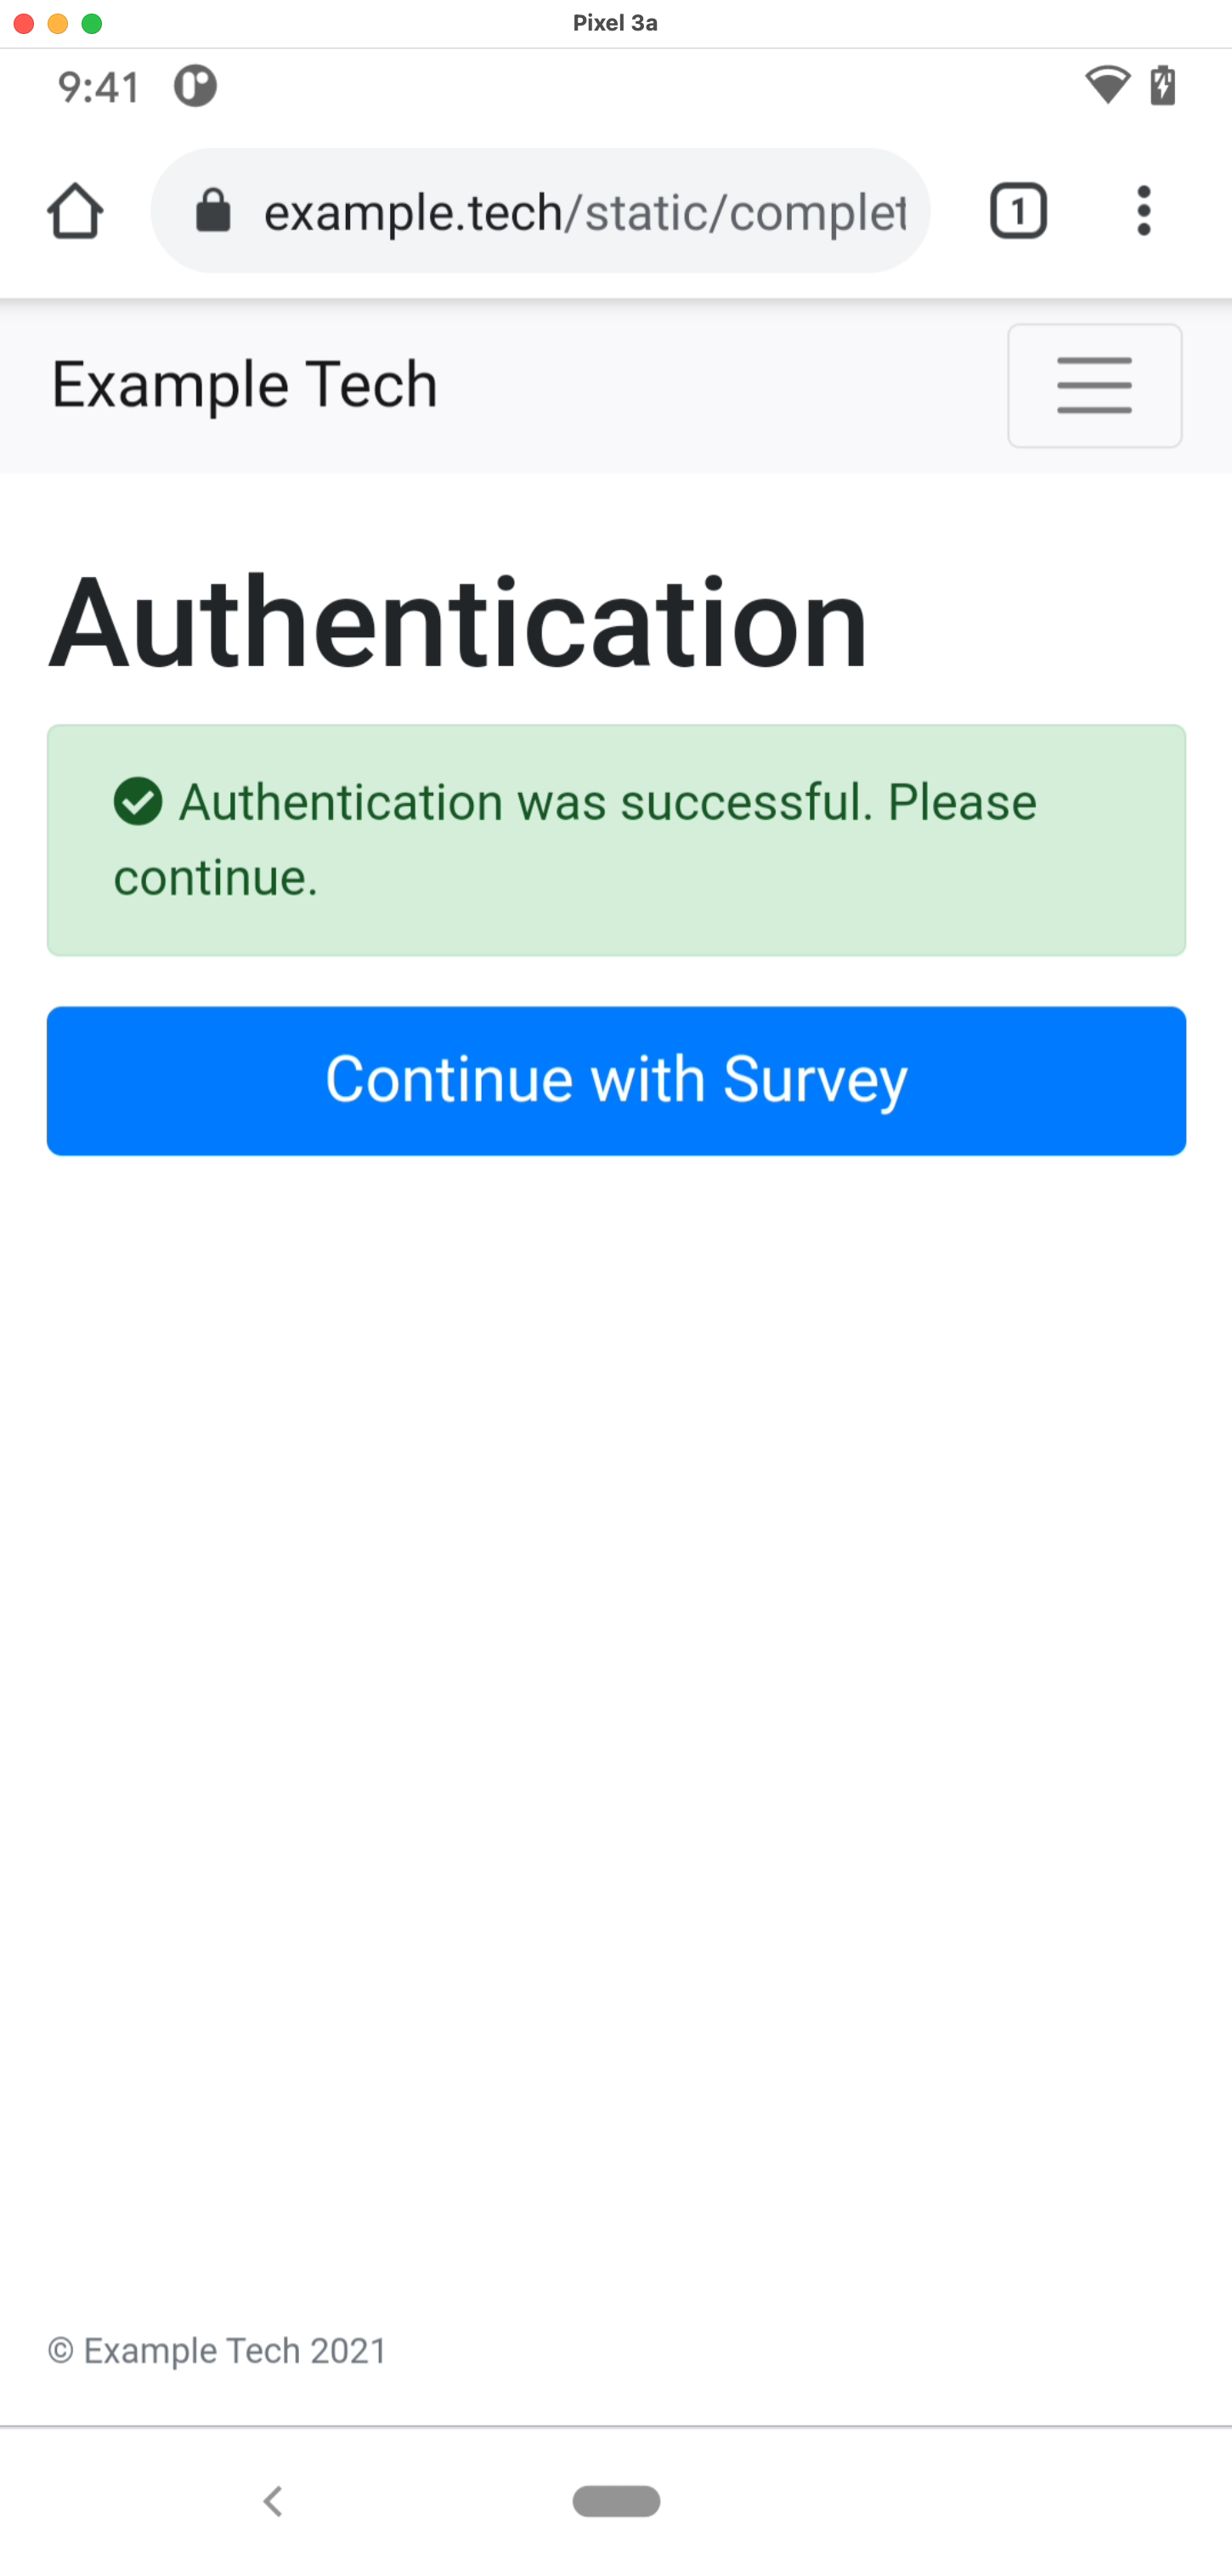 Pixel 3a
9:41
example.tech/static/complet
1
Example Tech
Authentication
Authentication was successful. Please
continue.
Continue with Survey
© Example Tech 2021